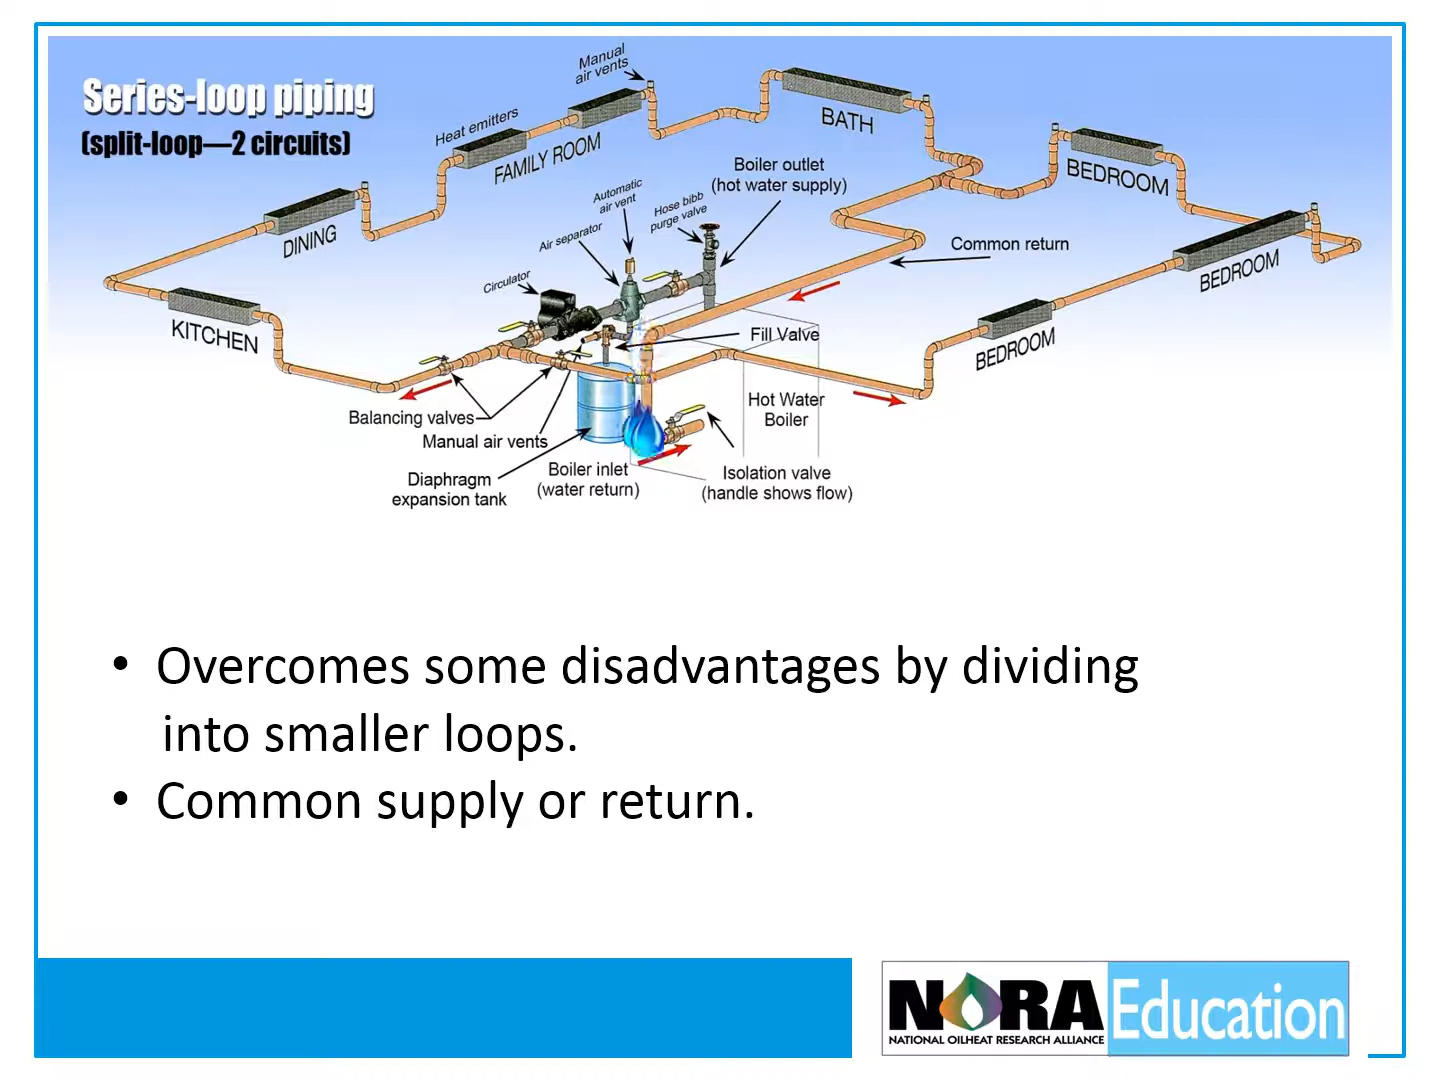 Series-loop piping
(split-loop—2 circuits)
Manual
air vents
Heat emitters
FAMILY ROOM
BATH
BEDROOM
DINING
Automatic
air vent
Boiler outlet
(hot water supply)
Hose bibb
purge valve
Air separator
Circulator
Common return
BEDROOM
KITCHEN
Fill Valve
BEDROOM
Balancing valves
Manual air vents
Hot Water
Boiler
Diaphragm
expansion tank
Boiler inlet
(water return)
Isolation valve
(handle shows flow)
• Overcomes some disadvantages by dividing
into smaller loops.
• Common supply or return.
NORA Education
NATIONAL OILHEAT RESEARCH ALLIANCE